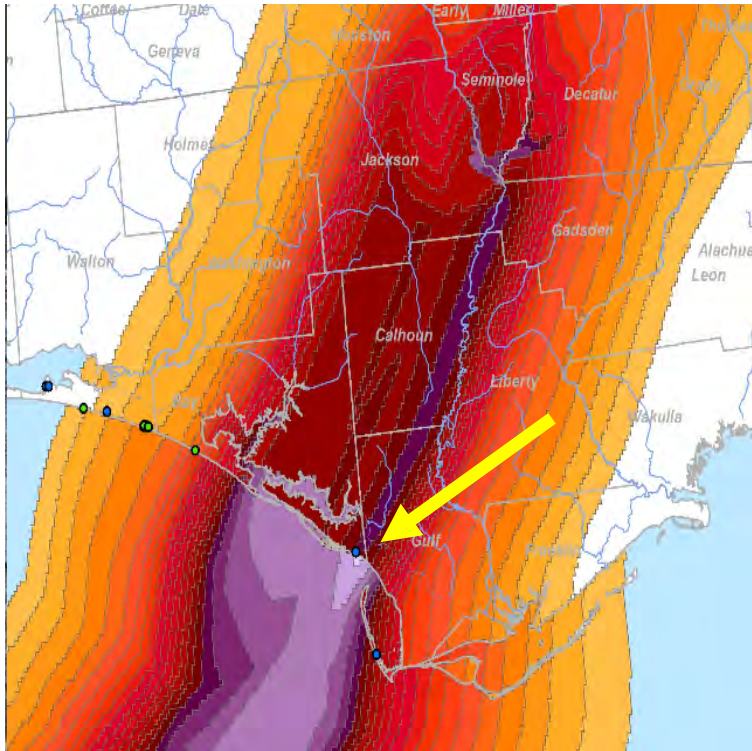 Coffee
Dale
Early
Miller
Houston
Geneva
Seminole
Decatur
Grady
Holmes
Jackson
Gadsden
Alachua
Leon
Walton
Washington
Calhoun
Liberty
Bay
Wakulla
Gulf
Franklin